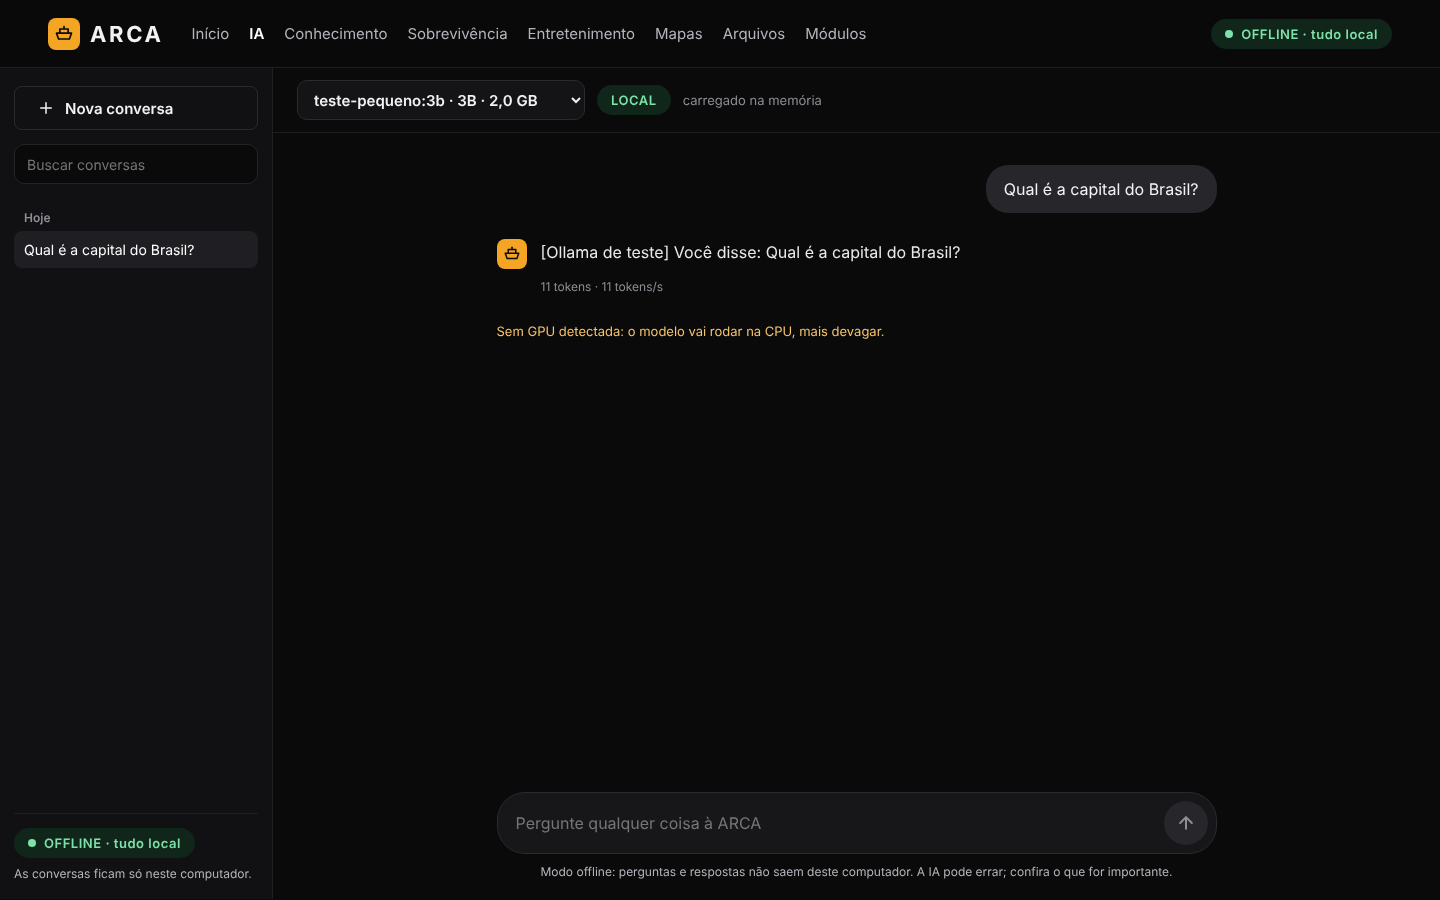 ARCA
Início IA Conhecimento Sobrevivência Entretenimento Mapas Arquivos Módulos
OFFLINE · tudo local
Nova conversa
Buscar conversas
Hoje
Qual é a capital do Brasil?
OFFLINE · tudo local
As conversas ficam só neste computador.
teste-pequeno:3b · 3B · 2,0 GB
LOCAL
carregado na memória
Qual é a capital do Brasil?
[Ollama de teste] Você disse: Qual é a capital do Brasil?
11 tokens · 11 tokens/s
Sem GPU detectada: o modelo vai rodar na CPU, mais devagar.
Pergunte qualquer coisa à ARCA
Modo offline: perguntas e respostas não saem deste computador. A IA pode errar; confira o que for importante.